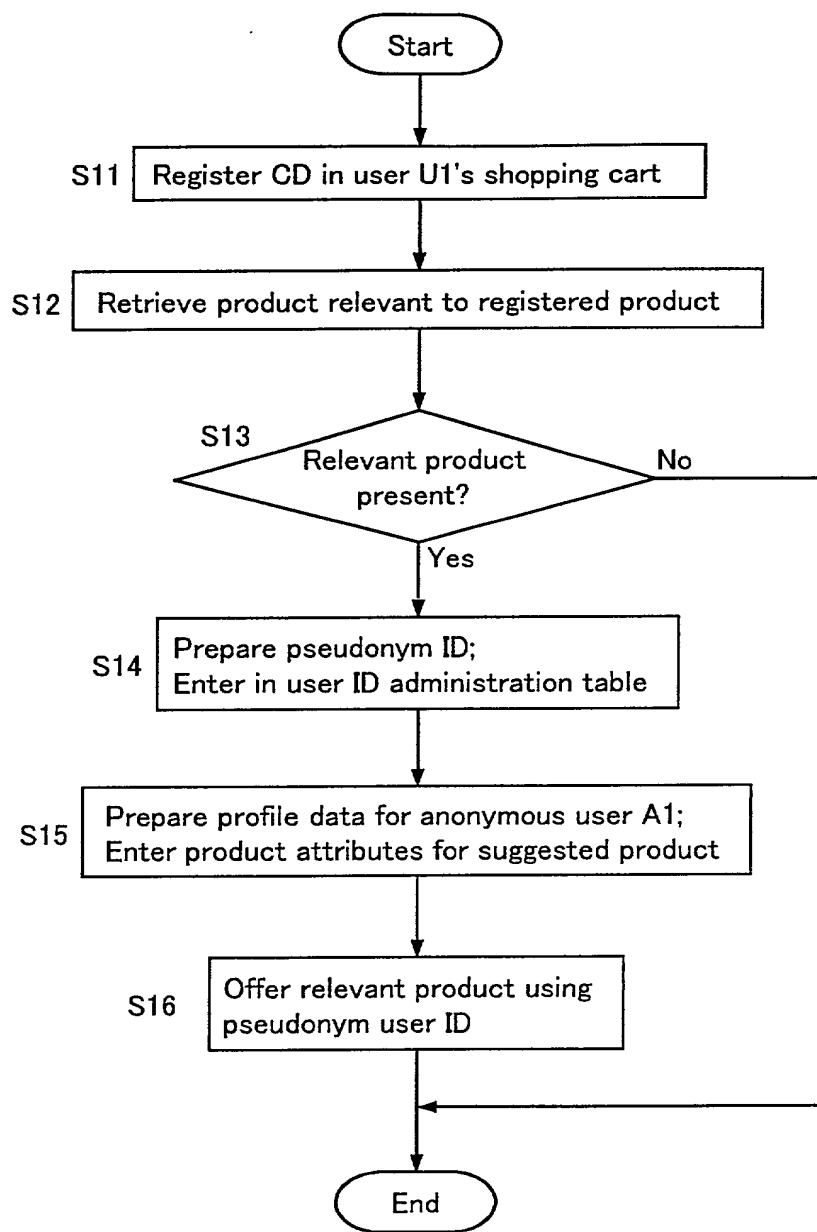 Start
S11
Register CD in user U1's shopping cart
S12
Retrieve product relevant to registered product
S13
Relevant product
present?
No
Yes
S14
Prepare pseudonym ID;
Enter in user ID administration table
S15
Prepare profile data for anonymous user A1;
Enter product attributes for suggested product
S16
Offer relevant product using
pseudonym user ID
End